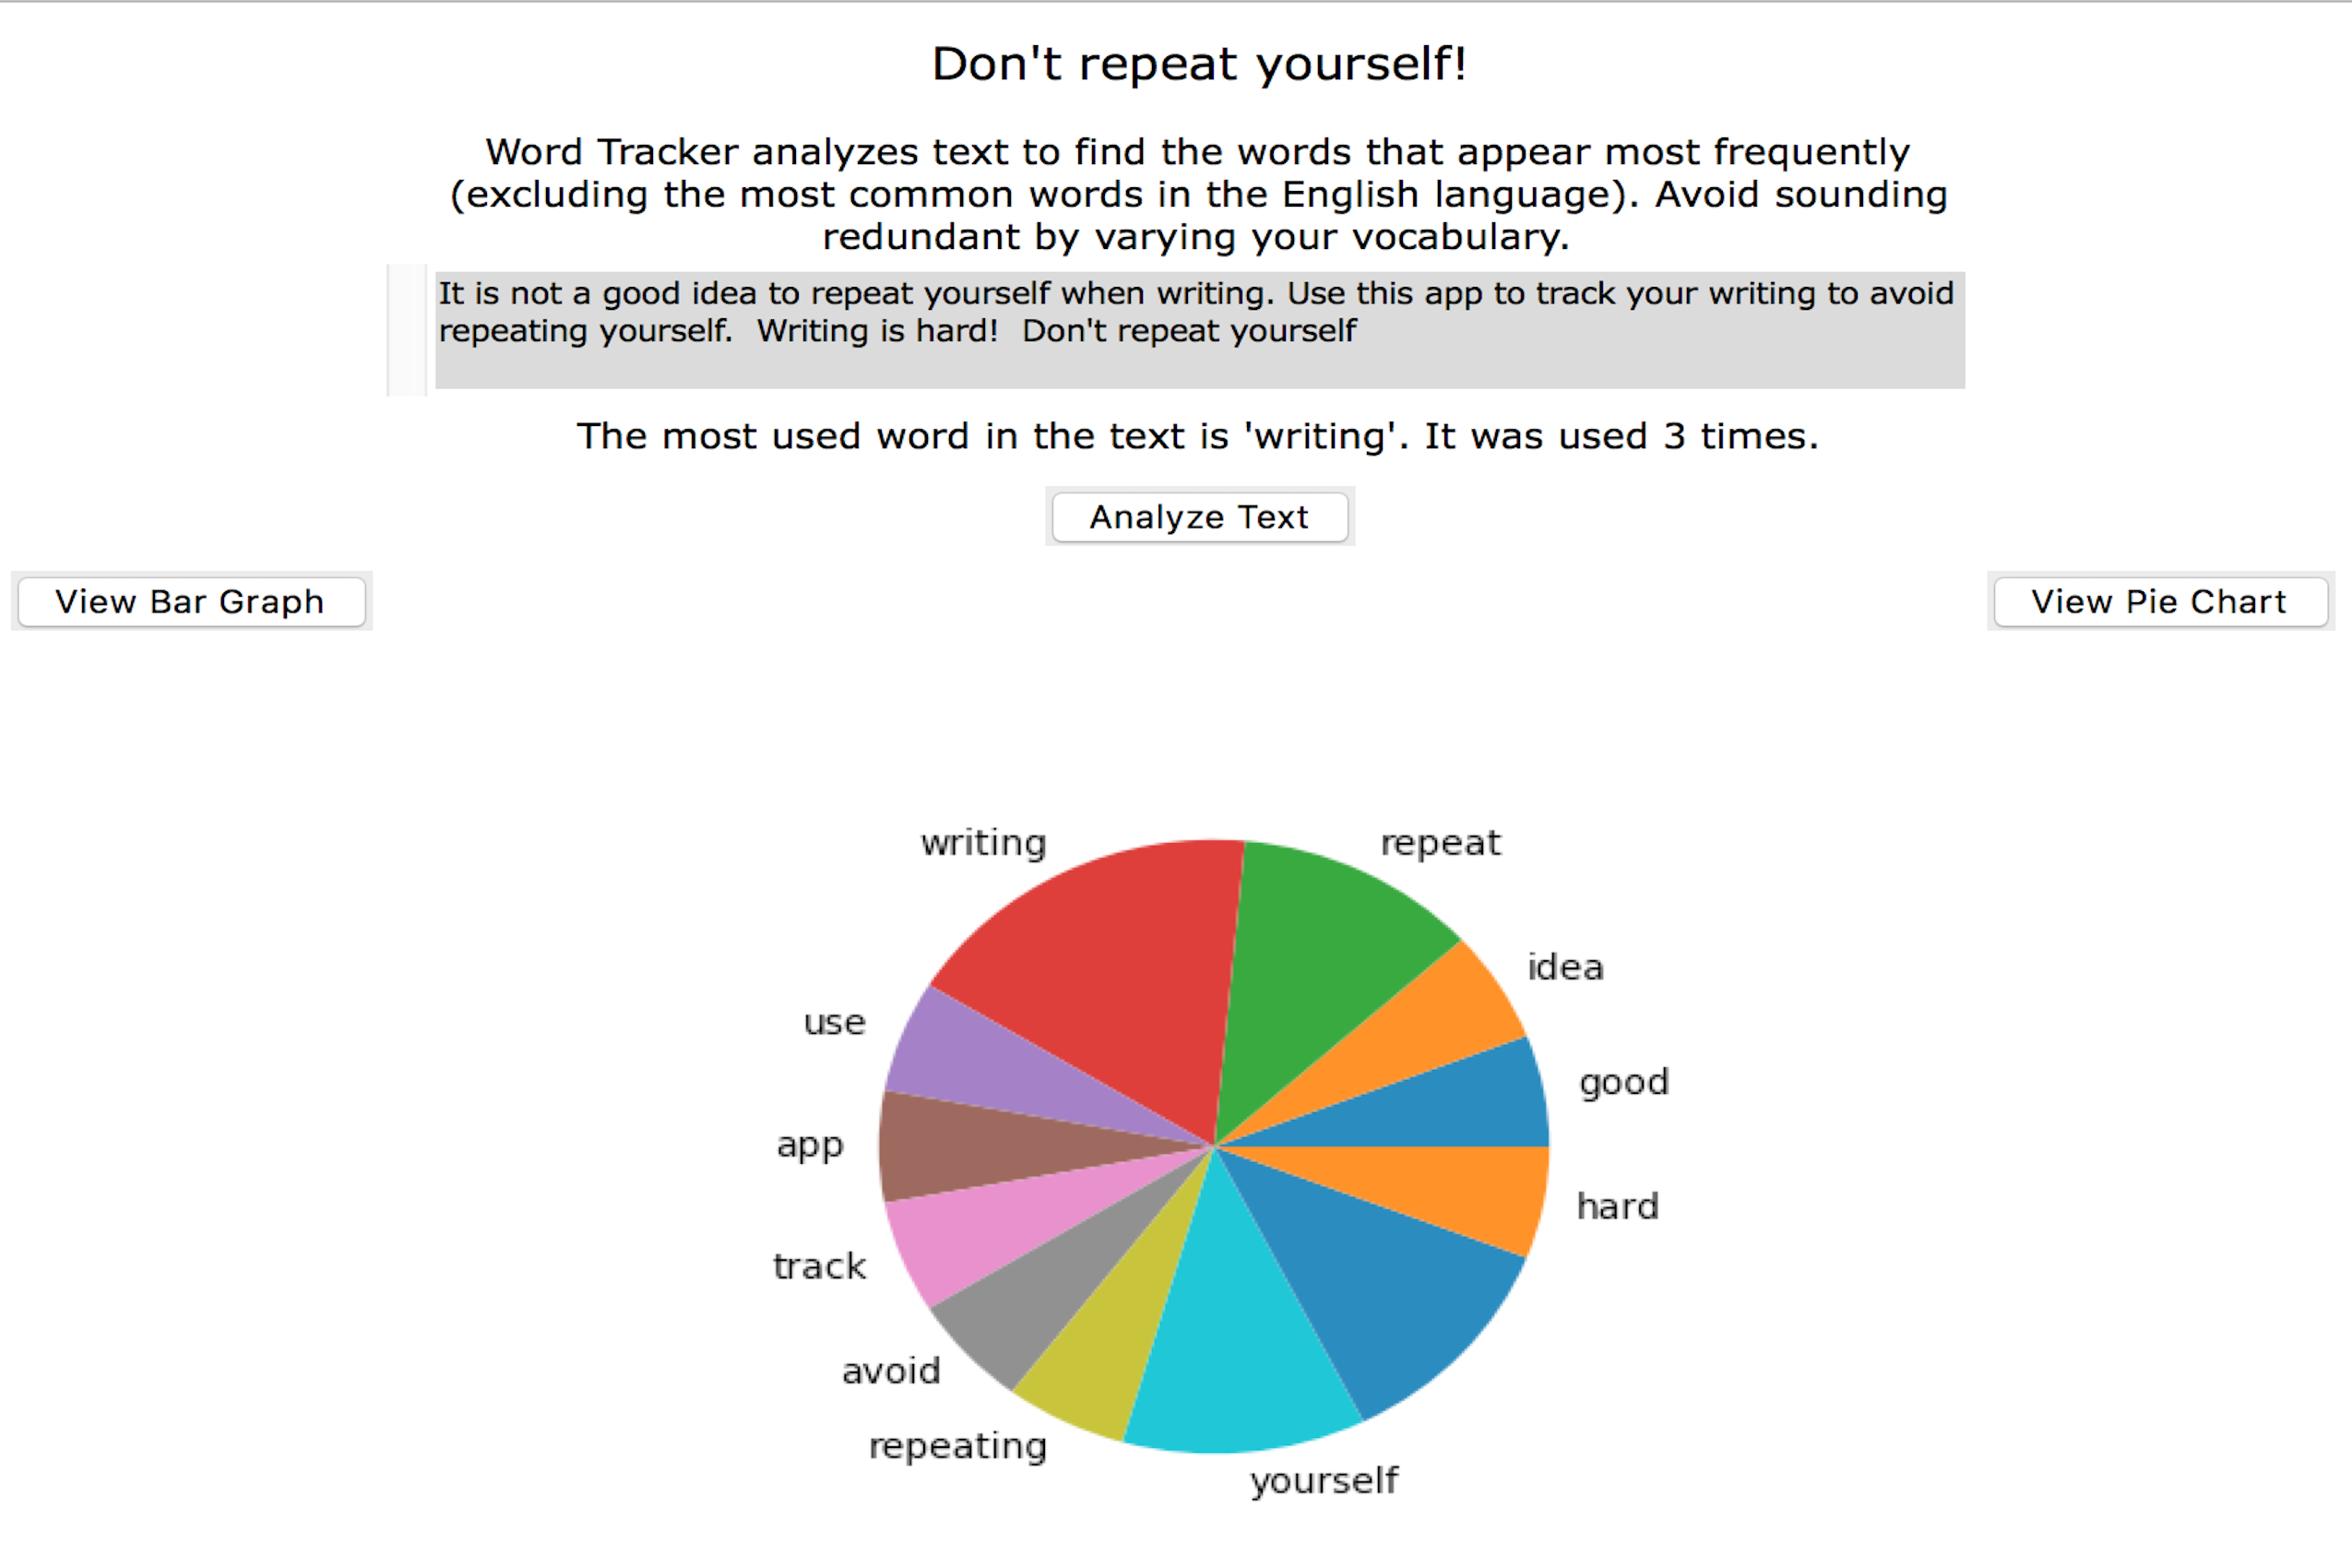 Don't repeat yourself!
Word Tracker analyzes text to find the words that appear most frequently
(excluding the most common words in the English language). Avoid sounding
redundant by varying your vocabulary.
It is not a good idea to repeat yourself when writing. Use this app to track your writing to avoid
repeating yourself.  Writing is hard!  Don't repeat yourself
The most used word in the text is 'writing'. It was used 3 times.
Analyze Text
View Bar Graph
View Pie Chart
writing
repeat
idea
use
good
app
hard
track
avoid
repeating
yourself